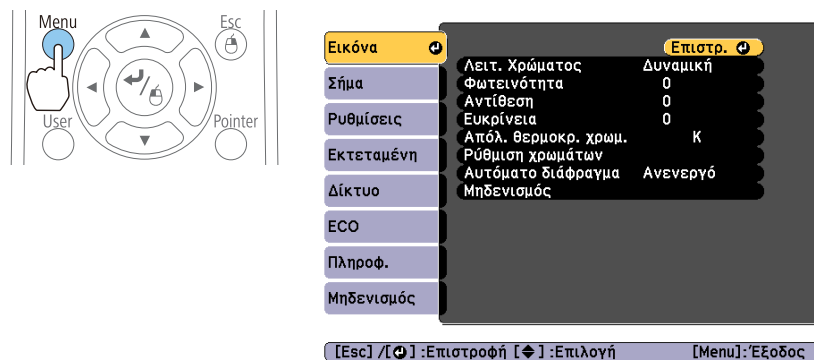 Menu
Esc
User
Pointer
Εικόνα
Σήμα
Ρυθμίσεις
Εκτεταμένη
Δίκτυο
ECO
Πληροφ.
Μηδενισμός
Επιστρ.
Λειτ. Χρώματος Δυναμική
Φωτεινότητα 0
Αντίθεση 0
Ευκρίνεια 0
Απόλ. θερμοκρ. χρωμ. K
Ρύθμιση χρωμάτων
Αυτόματο διάφραγμα Ανενεργό
Μηδενισμός
[Esc] /[ ] :Επιστροφή [ ] :Επιλογή [Menu]:Έξοδος